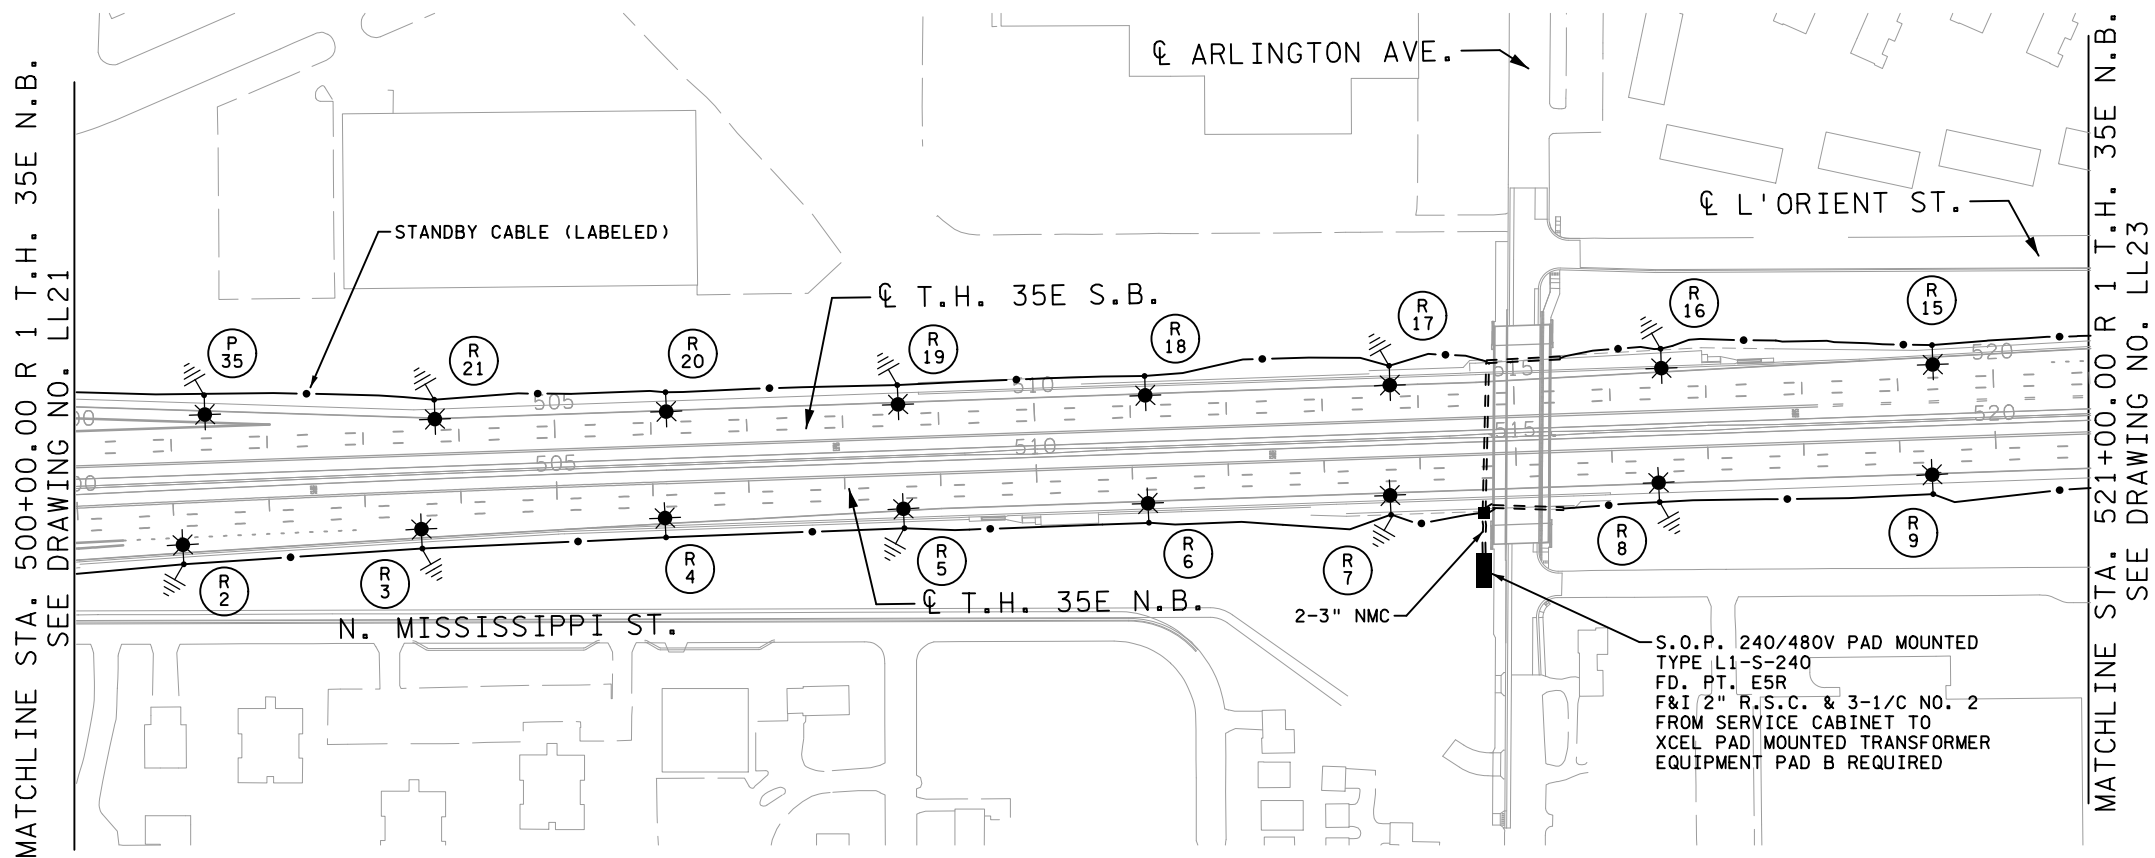 MATCHLINE STA. 500+00.00 R 1 T.H. 35E N.B.
SEE DRAWING NO. LL21
℄ ARLINGTON AVE.
℄ L'ORIENT ST.
STANDBY CABLE (LABELED)
℄ T.H. 35E S.B.
P
35
R
21
R
20
R
19
R
18
R
17
R
16
R
15
505
510
515
520
00
505
510
515
520
00
R
2
R
3
R
4
R
5
R
6
R
7
R
8
R
9
℄ T.H. 35E N.B.
N. MISSISSIPPI ST.
2-3" NMC
S.O.P. 240/480V PAD MOUNTED
TYPE L1-S-240
FD. PT. E5R
F&I 2" R.S.C. & 3-1/C NO. 2
FROM SERVICE CABINET TO
XCEL PAD MOUNTED TRANSFORMER
EQUIPMENT PAD B REQUIRED
MATCHLINE STA. 521+00.00 R 1 T.H. 35E N.B.
SEE DRAWING NO. LL23